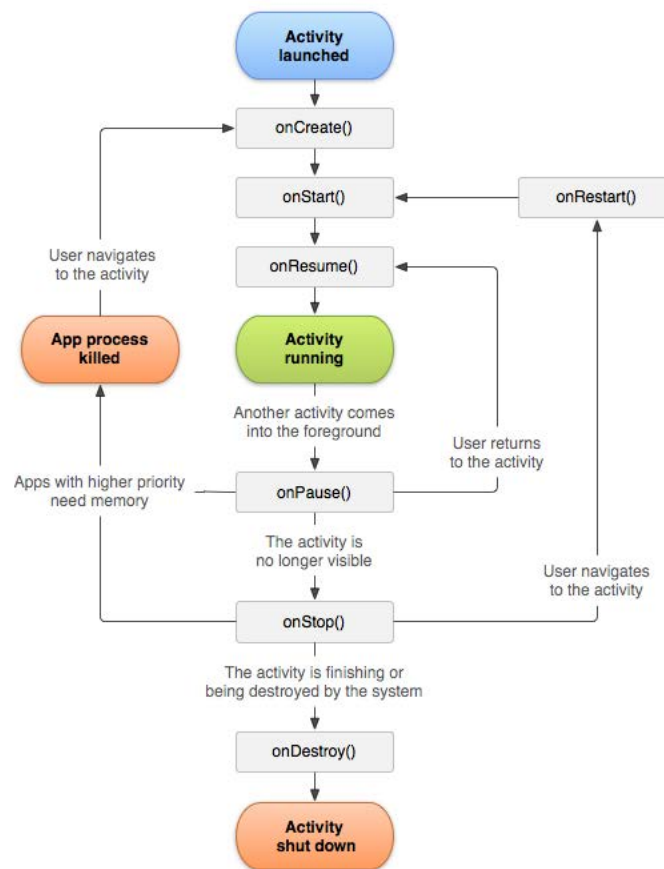 Activity
launched
onCreate()
onStart()
onRestart()
User navigates
to the activity
onResume()
App process
killed
Activity
running
Another activity comes
into the foreground
User returns
to the activity
Apps with higher priority
need memory
onPause()
The activity is
no longer visible
User navigates
to the activity
onStop()
The activity is finishing or
being destroyed by the system
onDestroy()
Activity
shut down